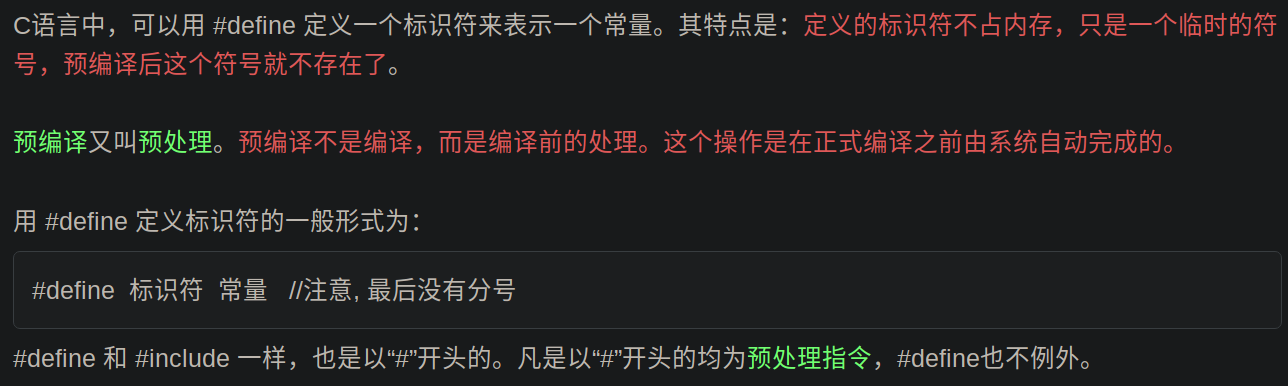 C语言中，可以用 #define 定义一个标识符来表示一个常量。其特点是：定义的标识符不占内存，只是一个临时的符
号，预编译后这个符号就不存在了。
预编译又叫预处理。预编译不是编译，而是编译前的处理。这个操作是在正式编译之前由系统自动完成的。
用 #define 定义标识符的一般形式为：
#define  标识符  常量   //注意, 最后没有分号
#define 和 #include 一样，也是以“#”开头的。凡是以“#”开头的均为预处理指令，#define也不例外。